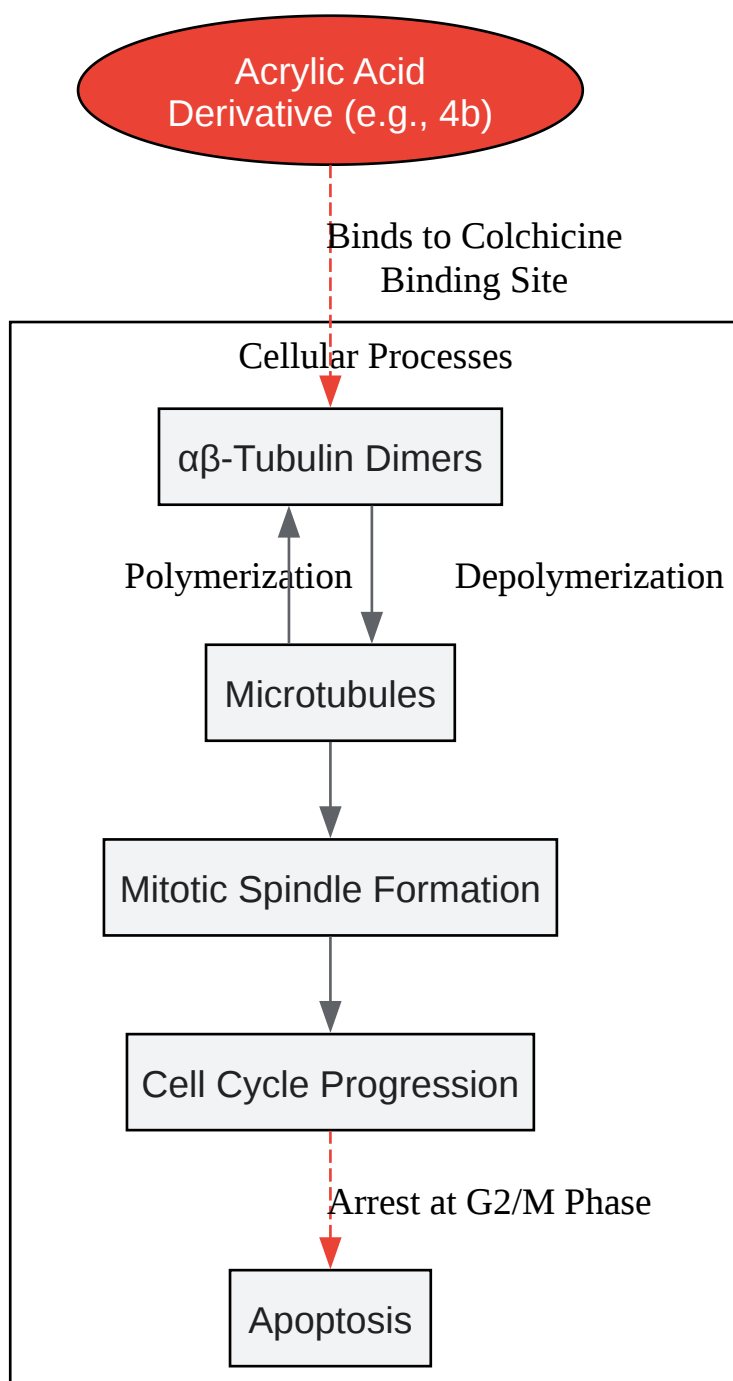 Acrylic Acid
Derivative (e.g., 4b)
Binds to Colchicine
Binding Site
Cellular Processes
αβ-Tubulin Dimers
Polymerization
Depolymerization
Microtubules
Mitotic Spindle Formation
Cell Cycle Progression
Arrest at G2/M Phase
Apoptosis